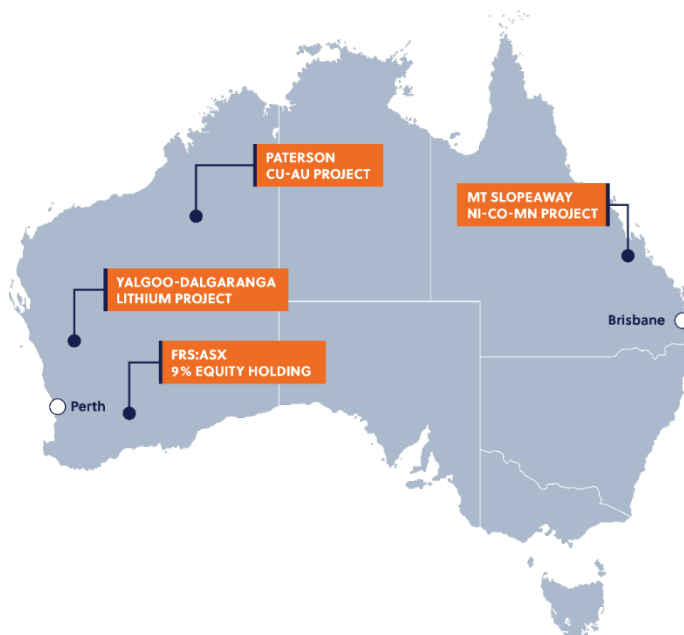 PATERSON
CU-AU PROJECT
MT SLOPEAWAY
NI-CO-MN PROJECT
YALGOO-DALGARANGA
LITHIUM PROJECT
Brisbane
FRS:ASX
9% EQUITY HOLDING
Perth